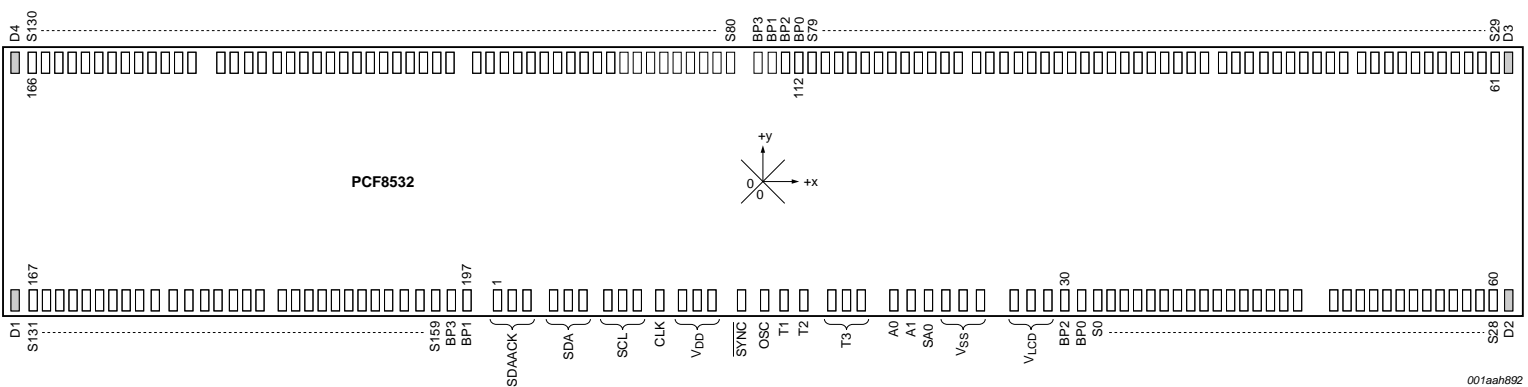 D4
S130
S80
BP3
BP1
BP2
BP0
S79
S29
D3
166
112
61
+y
0
+x
0
PCF8532
167
197
1
30
60
D1
S131
S159
BP3
BP1
SDAACK
SDA
SCL
CLK
VDD
SYNC
OSC
T1
T2
T3
A0
A1
SA0
VSS
VLCD
BP2
BP0
S0
S28
D2
001aah892